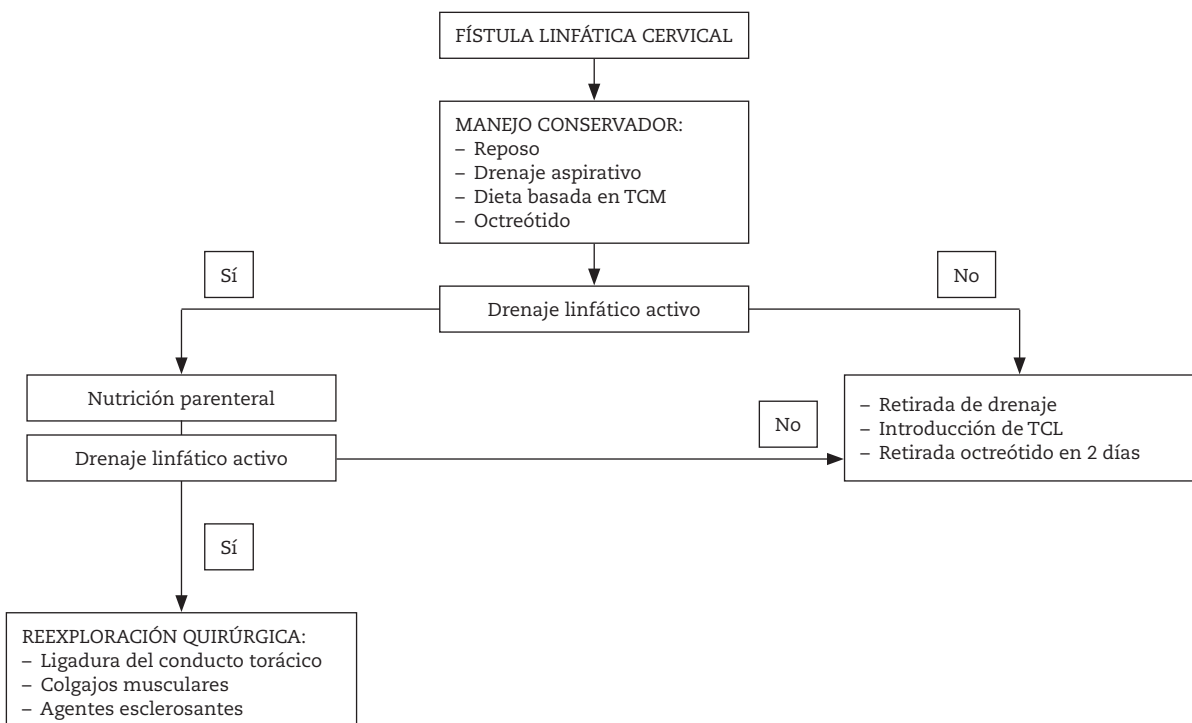 FÍSTULA LINFÁTICA CERVICAL
MANEJO CONSERVADOR:
– Reposo
– Drenaje aspirativo
– Dieta basada en TCM
– Octreótido
Sí
No
Drenaje linfático activo
Nutrición parenteral
Drenaje linfático activo
No
– Retirada de drenaje
– Introducción de TCL
– Retirada octreótido en 2 días
Sí
REEXPLORACIÓN QUIRÚRGICA:
– Ligadura del conducto torácico
– Colgajos musculares
– Agentes esclerosantes